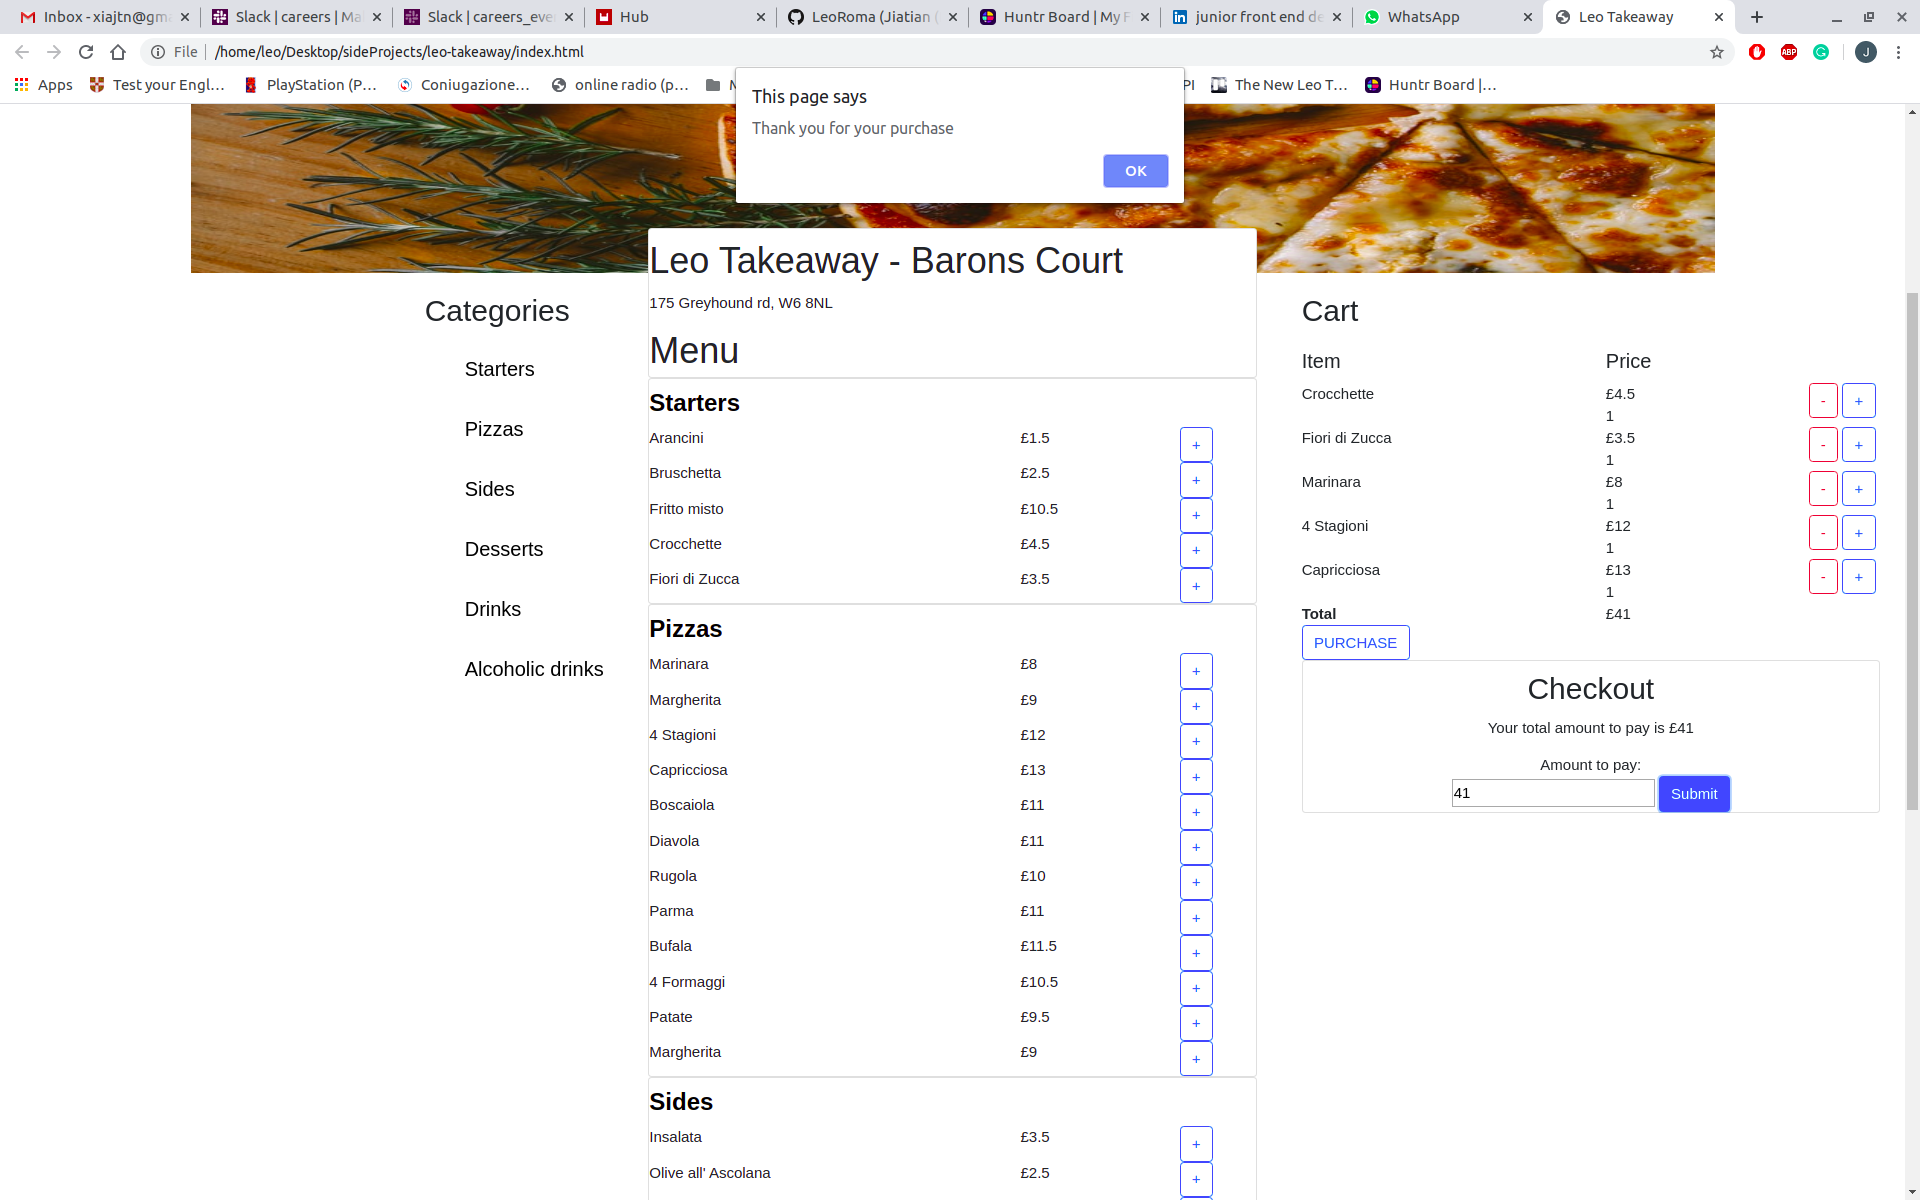 Inbox - xiajtn@gm
Slack | careers | Ma
Slack | careers_eve
Hub
LeoRoma (Jiatian
Huntr Board | My F
junior front end de
WhatsApp
Leo Takeaway
File
/home/leo/Desktop/sideProjects/leo-takeaway/index.html
ABP
J
Apps
Test your Engl...
PlayStation (P...
Coniugazione...
online radio (p...
PI
The New Leo T...
Huntr Board |...
This page says
Thank you for your purchase
OK
Leo Takeaway - Barons Court
175 Greyhound rd, W6 8NL
Menu
Categories
Starters
Pizzas
Sides
Desserts
Drinks
Alcoholic drinks
Starters
Arancini £1.5 +
Bruschetta £2.5 +
Fritto misto £10.5 +
Crocchette £4.5 +
Fiori di Zucca £3.5 +
Pizzas
Marinara £8 +
Margherita £9 +
4 Stagioni £12 +
Capricciosa £13 +
Boscaiola £11 +
Diavola £11 +
Rugola £10 +
Parma £11 +
Bufala £11.5 +
4 Formaggi £10.5 +
Patate £9.5 +
Margherita £9 +
Sides
Insalata £3.5 +
Olive all' Ascolana £2.5 +
Cart
Item Price
Crocchette £4.5 - +
1
Fiori di Zucca £3.5 - +
1
Marinara £8 - +
1
4 Stagioni £12 - +
1
Capricciosa £13 - +
1
Total £41
PURCHASE
Checkout
Your total amount to pay is £41
Amount to pay:
41 Submit